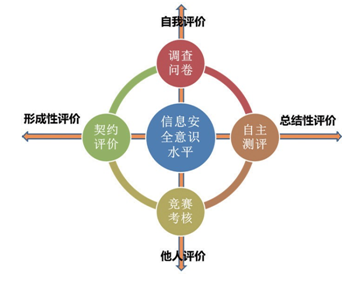 自我评价
调查
问卷
形成性评价
契约
评价
信息安
全意识
水平
自主
测评
总结性评价
竞赛
考核
他人评价